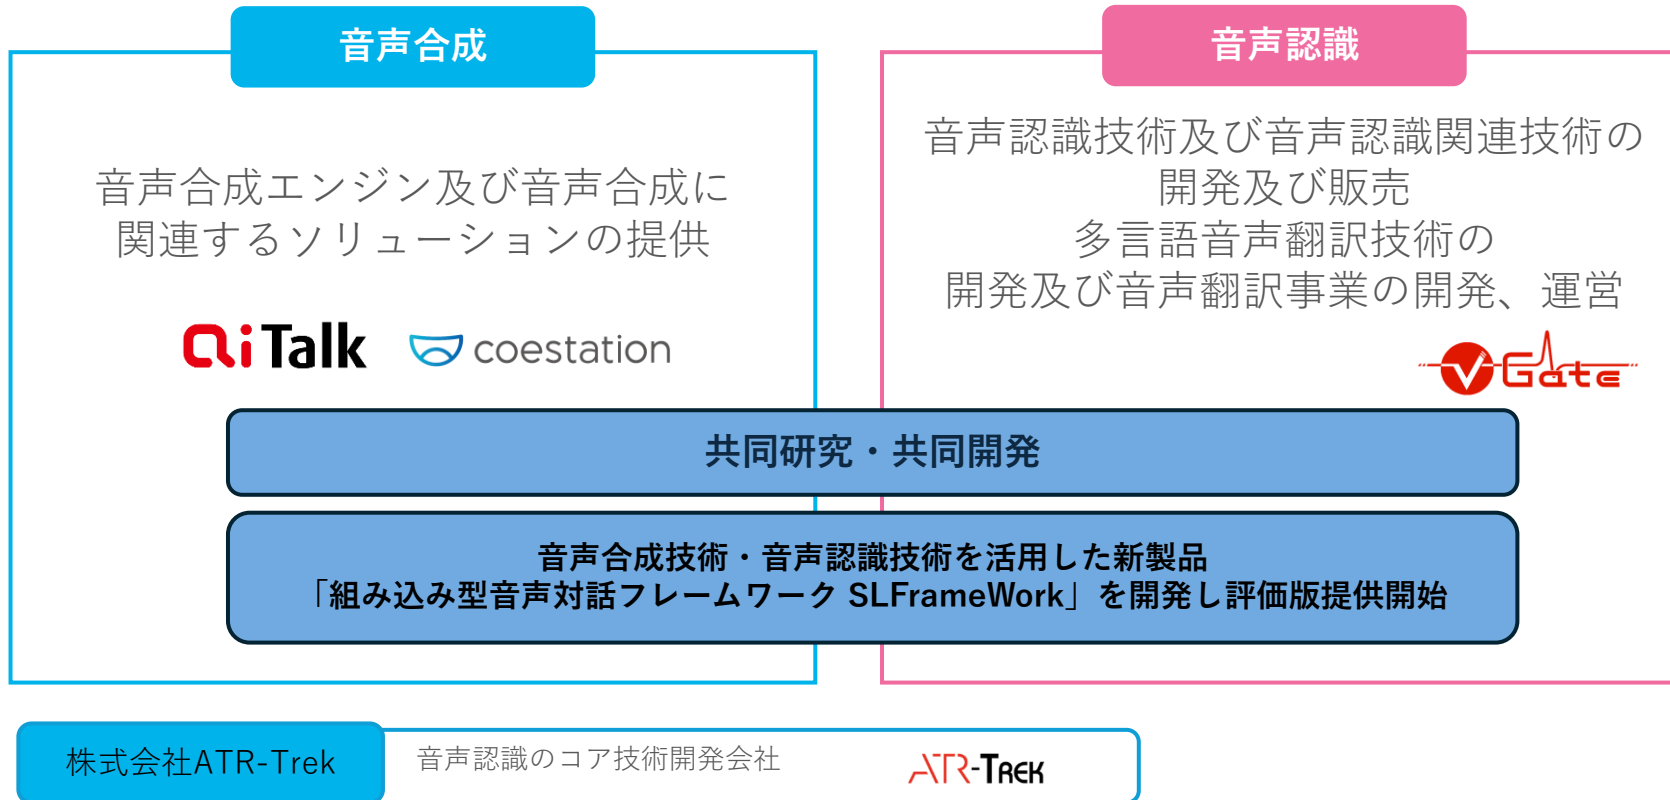 音声合成
音声合成エンジン及び音声合成に
関連するソリューションの提供
AiTalk
coestation
音声認識
音声認識技術及び音声認識関連技術の
開発及び販売
多言語音声翻訳技術の
開発及び音声翻訳事業の開発、運営
vGate
共同研究・共同開発
音声合成技術・音声認識技術を活用した新製品
「組み込み型音声対話フレームワーク SLFrameWork」を開発し評価版提供開始
株式会社ATR-Trek
音声認識のコア技術開発会社
ATR-TREK